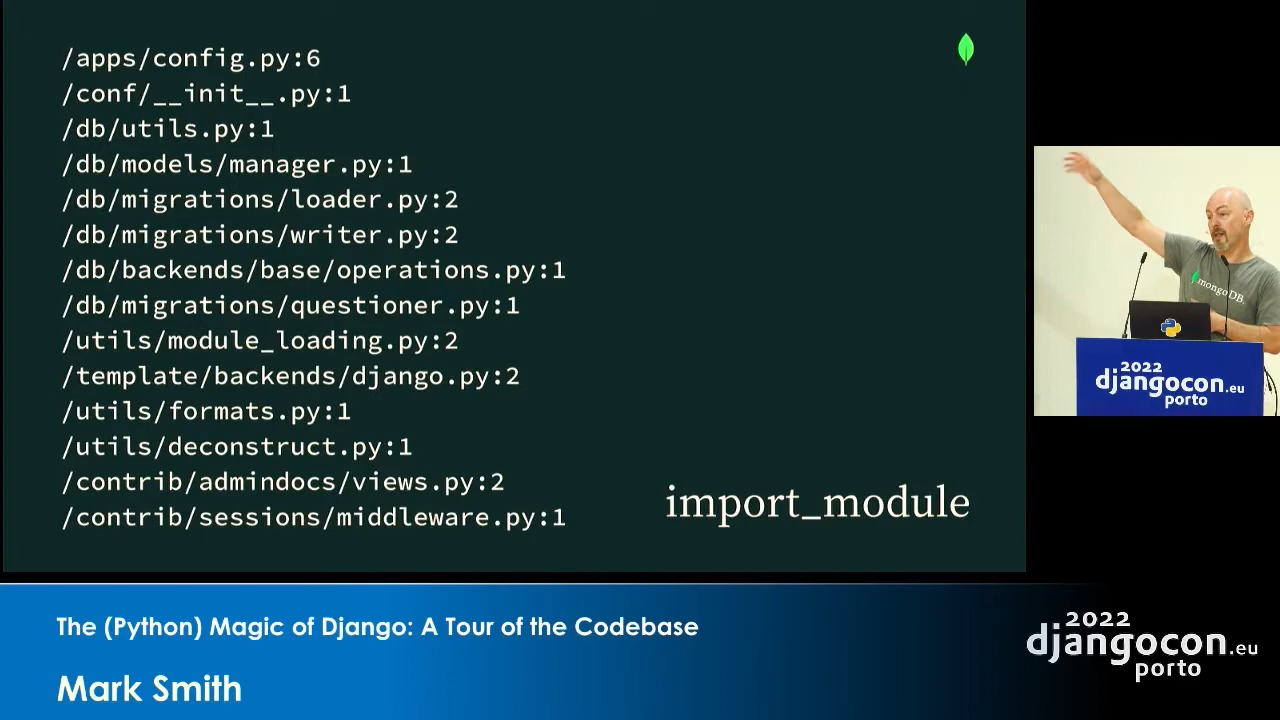 /apps/config.py:6
/conf/__init__.py:1
/db/utils.py:1
/db/models/manager.py:1
/db/migrations/loader.py:2
/db/migrations/writer.py:2
/db/backends/base/operations.py:1
/db/migrations/questioner.py:1
/utils/module_loading.py:2
/template/backends/django.py:2
/utils/formats.py:1
/utils/deconstruct.py:1
/contrib/admindocs/views.py:2
/contrib/sessions/middleware.py:1
import_module
mongoDB.
2022
djangocon.eu
porto
The (Python) Magic of Django: A Tour of the Codebase
Mark Smith
2022
djangocon.eu
porto